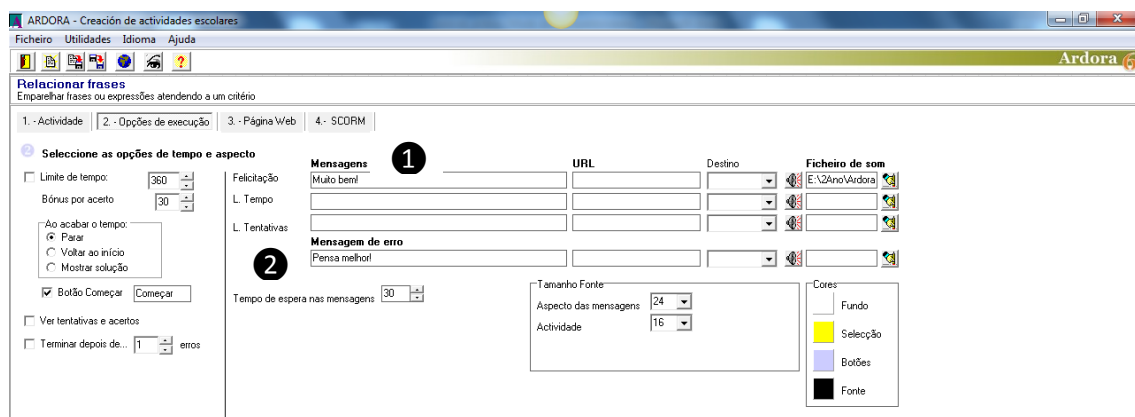 ARDORA - Creación de actividades escolares
Ficheiro Utilidades Idioma Ajuda
Ardora 6
Relacionar frases
Emparelhar frases ou expressões atendendo a um critério
1. - Actividade 2. - Opções de execução 3. - Página Web 4.- SCORM
2 Seleccione as opções de tempo e aspecto
Limite de tempo: 360
Bónus por acerto 30
Ao acabar o tempo:
Parar
Voltar ao início
Mostrar solução
Botão Começar Começar
Ver tentativas e acertos
Terminar depois de... 1 erros
Mensagens 1 URL Destino Ficheiro de som
Felicitação Muito bem! E:\2Ano\Ardora
L. Tempo
L. Tentativas
Mensagem de erro
2 Pensa melhor!
Tempo de espera nas mensagens 30
Tamanho Fonte
Aspecto das mensagens 24
Actividade 16
Cores
Fundo
Selecção
Botões
Fonte